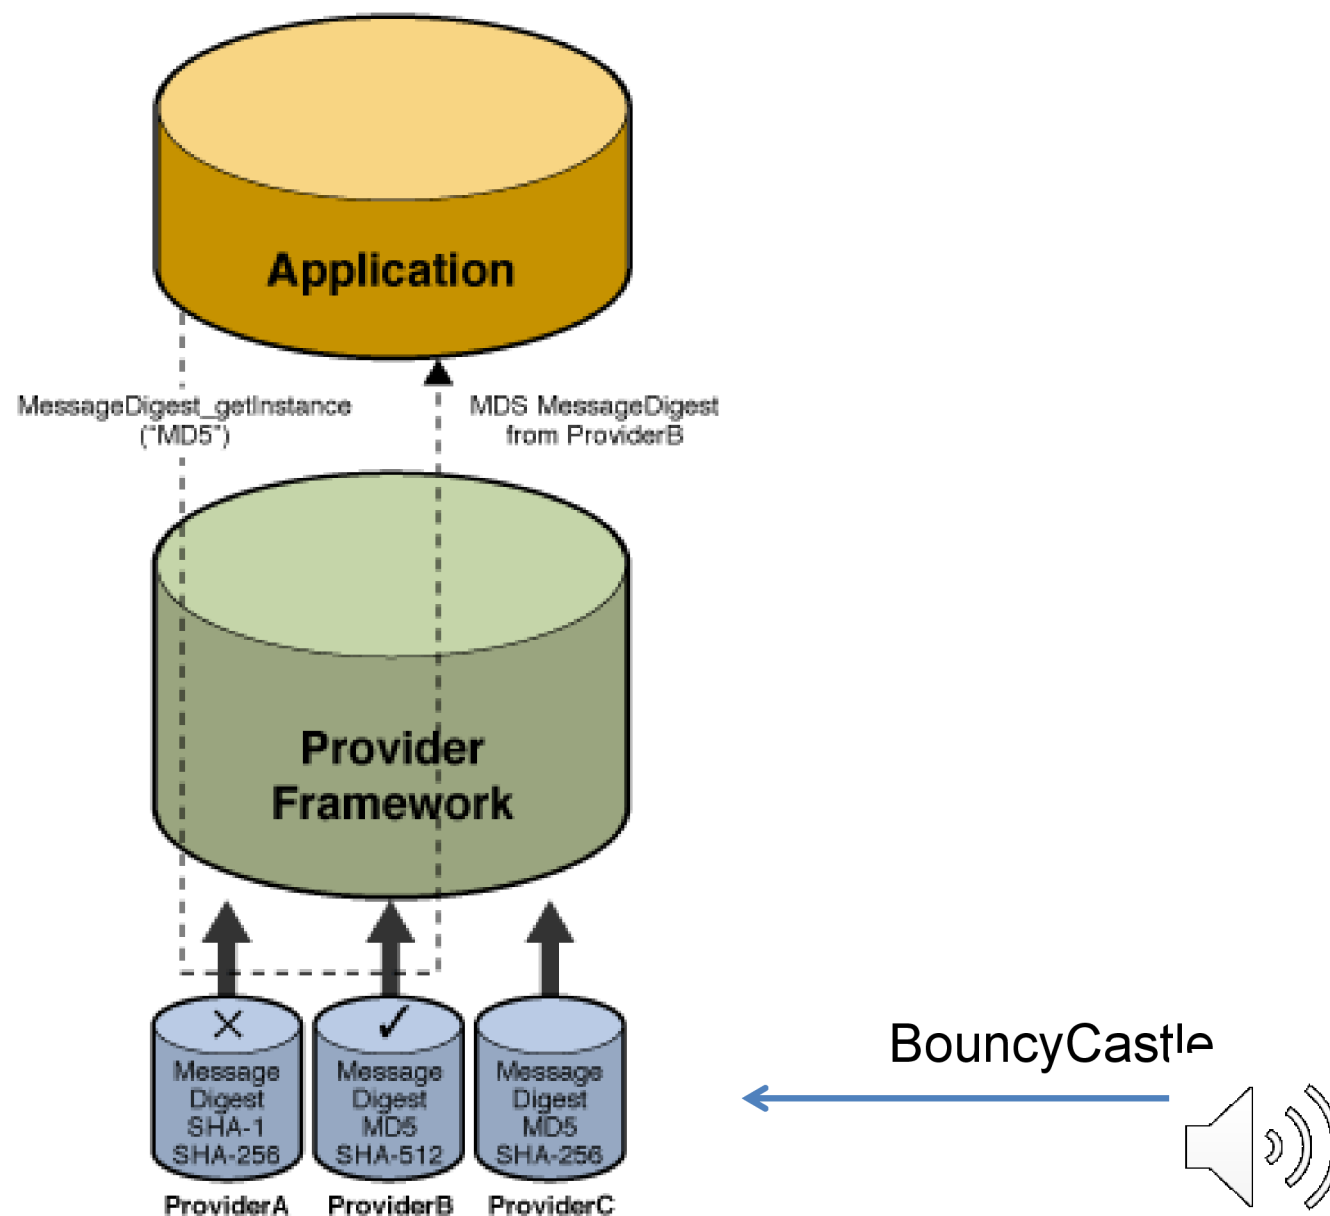 Application
MessageDigest_getInstance
("MD5")
MDS MessageDigest
from ProviderB
Provider
Framework
Message
Digest
SHA-1
SHA-256
ProviderA
Message
Digest
MD5
SHA-512
ProviderB
Message
Digest
MD5
SHA-256
ProviderC
BouncyCastle